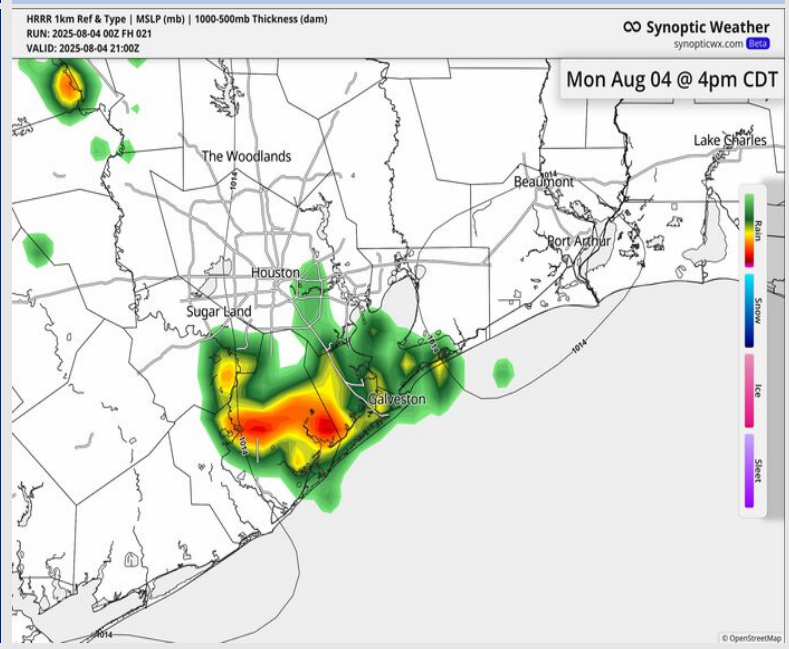 HRRR 1km Ref & Type | MSLP (mb) | 1000-500mb Thickness (dam)
RUN: 2025-08-04 00Z FH 021
VALID: 2025-08-04 21:00Z
Synoptic Weather
synopticwx.com Beta
Mon Aug 04 @ 4pm CDT
Lake Charles
The Woodlands
1014
1014
Beaumont
Port Arthur
Houston
Sugar Land
1014
Galveston
1014
1014
Rain
Snow
Ice
Sleet
© OpenStreetMap